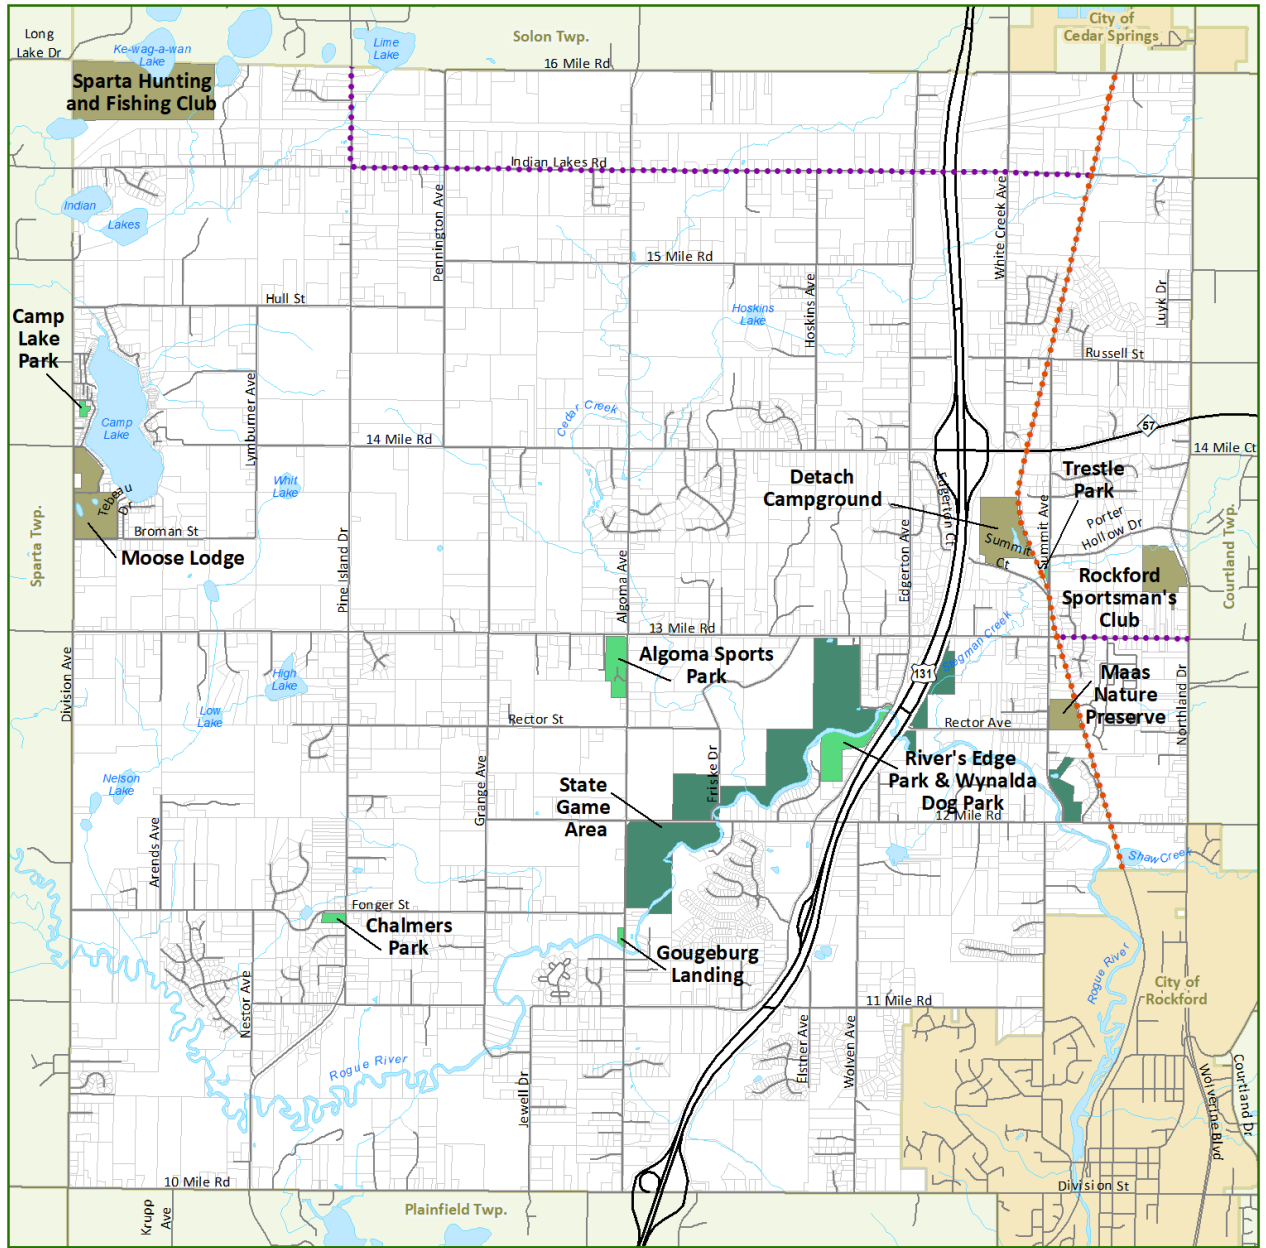 City of
Cedar Springs
Long
Lake Dr
Ke-wag-a-wan
Lake
Lime
Lake
Solon Twp.
16 Mile Rd
Sparta Hunting
and Fishing Club
Indian Lakes Rd
Pennington Ave
White Creek Ave
Indian
Lakes
15 Mile Rd
Hull St
Hoskins
Lake
Hoskins Ave
Luyk Dr
Camp
Lake
Park
Russell St
Lymburner Ave
Cedar Creek
Camp
Lake
14 Mile Rd
57
14 Mile Ct
Trestle
Park
Detach
Campground
Whit
Lake
Tebeau
Dr
Edgerton Ct
Summit Ave
Porter
Hollow Dr
Broman St
Edgerton Ave
Summit
Ct
Sparta Twp.
Courtland Twp.
Moose Lodge
Pine Island Dr
Algoma Ave
Rockford
Sportsman's
Club
13 Mile Rd
Stegman Creek
Algoma Sports
Park
131
Maas
Nature
Preserve
High
Lake
Division Ave
Low
Lake
Northland Dr
Rector St
Rector Ave
Friske Dr
River's Edge
Park & Wynalda
Dog Park
Nelson
Lake
Grange Ave
State
Game
Area
12 Mile Rd
Arends Ave
Shaw Creek
Fonger St
Chalmers
Park
Gougeburg
Landing
Rogue River
City of
Rockford
Nestor Ave
11 Mile Rd
Rogue River
Elstner Ave
Wolven Ave
Jewell Dr
Wolverine Blvd
Courtland Dr
10 Mile Rd
Division St
Krupp
Ave
Plainfield Twp.